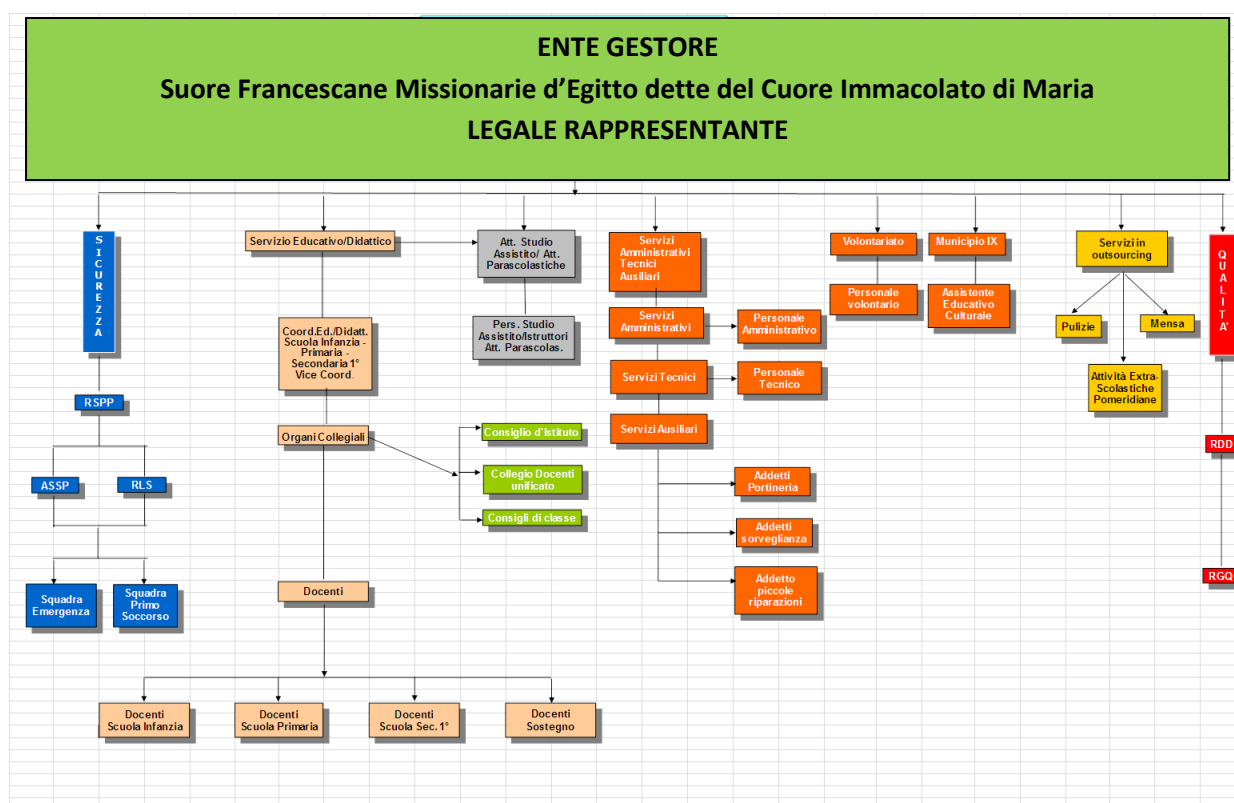 ENTE GESTORE
Suore Francescane Missionarie d'Egitto dette del Cuore Immacolato di Maria
LEGALE RAPPRESENTANTE
SICUREZZA
RSPP
ASSP
RLS
Squadra
Emergenza
Squadra
Primo
Soccorso
Servizio Educativo/Didattico
Coord.Ed./Didatt.
Scuola Infanzia -
Primaria -
Secondaria 1°
Vice Coord.
Organi Collegiali
Consiglio d'Istituto
Collegio Docenti
unificato
Consigli di classe
Docenti
Docenti
Scuola Infanzia
Docenti
Scuola Primaria
Docenti
Scuola Sec. 1°
Docenti
Sostegno
Att. Studio
Assistito/ Att.
Parascolastiche
Pers. Studio
Assistito/Istruttori
Att. Parascolas.
Servizi
Amministrativi
Tecnici
Ausiliari
Servizi
Amministrativi
Personale
Amministrativo
Servizi Tecnici
Personale
Tecnico
Servizi Ausiliari
Addetti
Portineria
Addetti
sorveglianza
Addetto
piccole
riparazioni
Volontariato
Personale
volontario
Municipio IX
Assistente
Educativo
Culturale
Servizi in
outsourcing
Pulizie
Mensa
Attività Extra-
Scolastiche
Pomeridiane
QUALITA'
RDD
RGQ